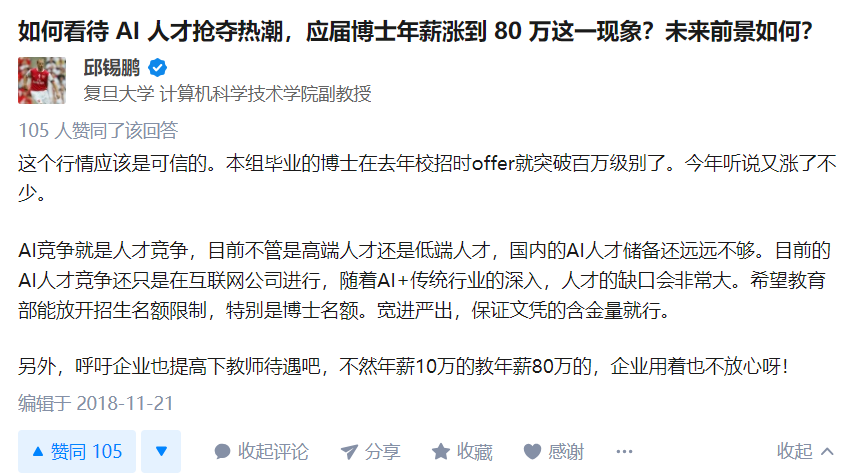 如何看待 AI 人才抢夺热潮，应届博士年薪涨到 80 万这一现象？未来前景如何？
邱锡鹏
复旦大学 计算机科学技术学院副教授
105 人赞同了该回答
这个行情应该是可信的。本组毕业的博士在去年校招时offer就突破百万级别了。今年听说又涨了不
少。
AI竞争就是人才竞争，目前不管是高端人才还是低端人才，国内的AI人才储备还远远不够。目前的
AI人才竞争还只是在互联网公司进行，随着AI+传统行业的深入，人才的缺口会非常大。希望教育
部能放开招生名额限制，特别是博士名额。宽进严出，保证文凭的含金量就行。
另外，呼吁企业也提高下教师待遇吧，不然年薪10万的教年薪80万的，企业用着也不放心呀！
编辑于 2018-11-21
赞同 105 收起评论 分享 收藏 感谢 ··· 收起